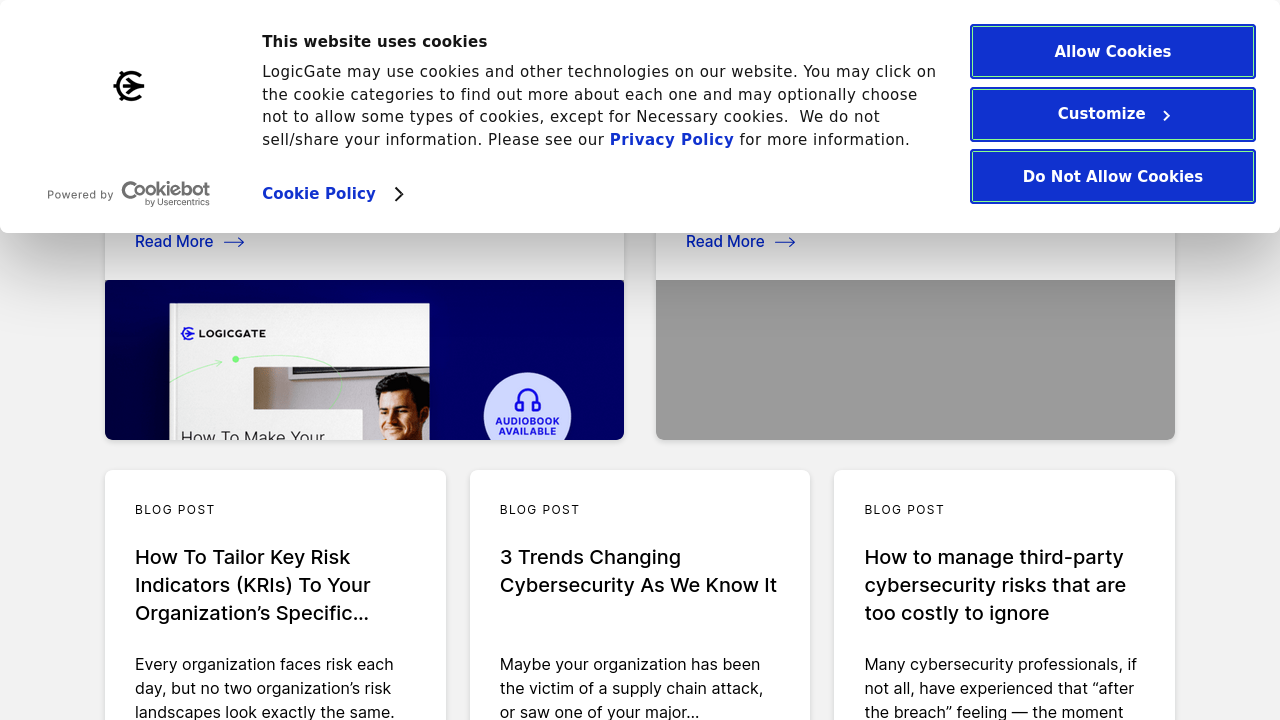 This website uses cookies
LogicGate may use cookies and other technologies on our website. You may click on
the cookie categories to find out more about each one and may optionally choose
not to allow some types of cookies, except for Necessary cookies.  We do not
sell/share your information. Please see our Privacy Policy for more information.
Cookie Policy
Powered by Cookiebot
by Usercentrics
Allow Cookies
Customize
Do Not Allow Cookies
Read More
Read More
LOGICGATE
How To Make Your
AUDIOBOOK
AVAILABLE
BLOG POST
How To Tailor Key Risk
Indicators (KRIs) To Your
Organization’s Specific...
Every organization faces risk each
day, but no two organization’s risk
landscapes look exactly the same.
BLOG POST
3 Trends Changing
Cybersecurity As We Know It
Maybe your organization has been
the victim of a supply chain attack,
or saw one of your major...
BLOG POST
How to manage third-party
cybersecurity risks that are
too costly to ignore
Many cybersecurity professionals, if
not all, have experienced that “after
the breach” feeling — the moment